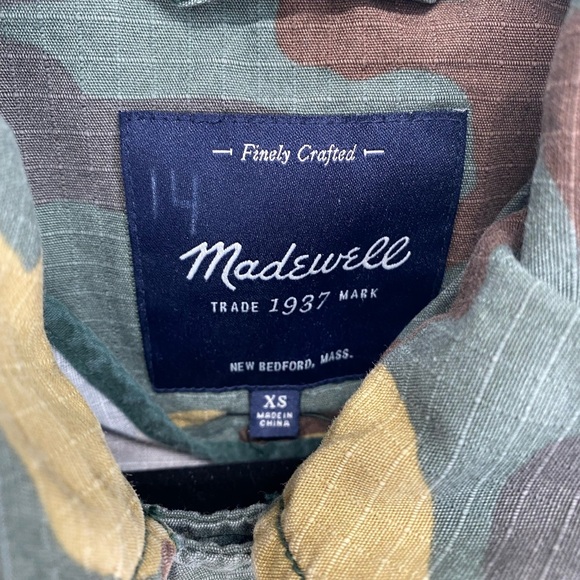 Finely Crafted
14
Madewell
TRADE 1937 MARK
NEW BEDFORD, MASS.
XS
MADE IN
CHINA